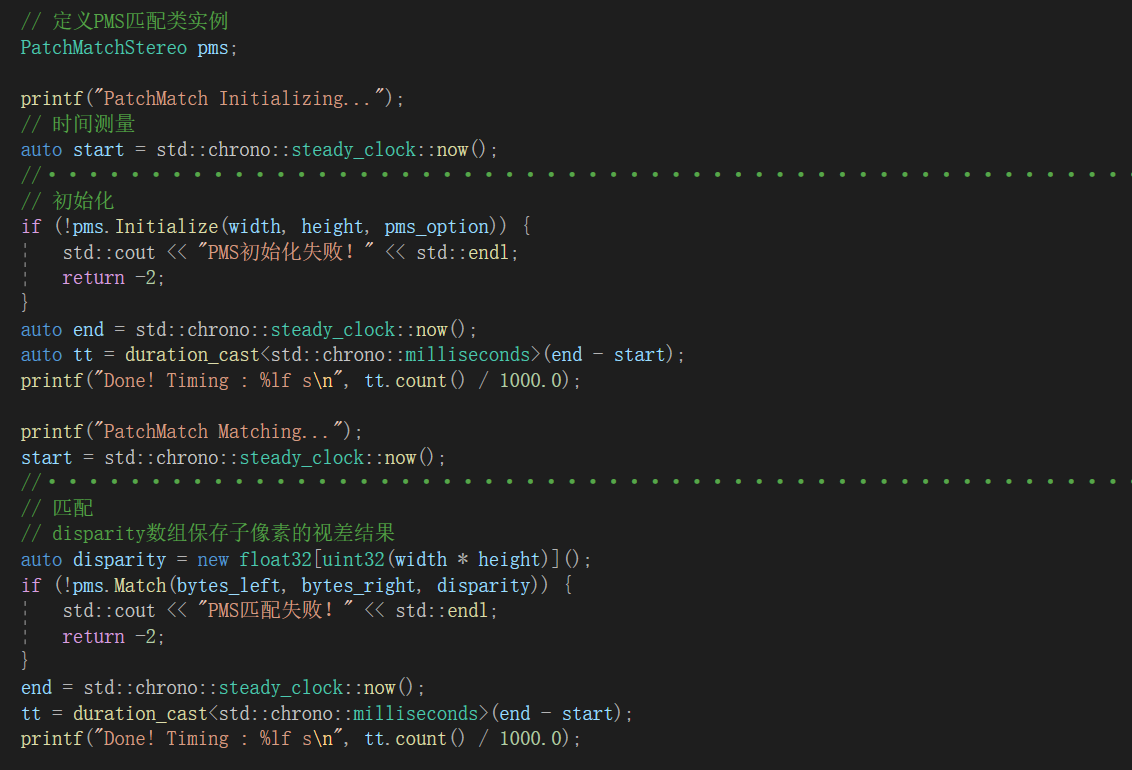 // 定义PMS匹配类实例
PatchMatchStereo pms;
printf("PatchMatch Initializing...");
// 时间测量
auto start = std::chrono::steady_clock::now();
//· · · · · · · · · · · · · · · · · · · · · · · · · · · · · · · · · · · · · · · · · ·
// 初始化
if (!pms.Initialize(width, height, pms_option)) {
std::cout << "PMS初始化失败！" << std::endl;
return -2;
}
auto end = std::chrono::steady_clock::now();
auto tt = duration_cast<std::chrono::milliseconds>(end - start);
printf("Done! Timing : %lf s\n", tt.count() / 1000.0);
printf("PatchMatch Matching...");
start = std::chrono::steady_clock::now();
//· · · · · · · · · · · · · · · · · · · · · · · · · · · · · · · · · · · · · · · · · ·
// 匹配
// disparity数组保存子像素的视差结果
auto disparity = new float32[uint32(width * height)]();
if (!pms.Match(bytes_left, bytes_right, disparity)) {
std::cout << "PMS匹配失败！" << std::endl;
return -2;
}
end = std::chrono::steady_clock::now();
tt = duration_cast<std::chrono::milliseconds>(end - start);
printf("Done! Timing : %lf s\n", tt.count() / 1000.0);